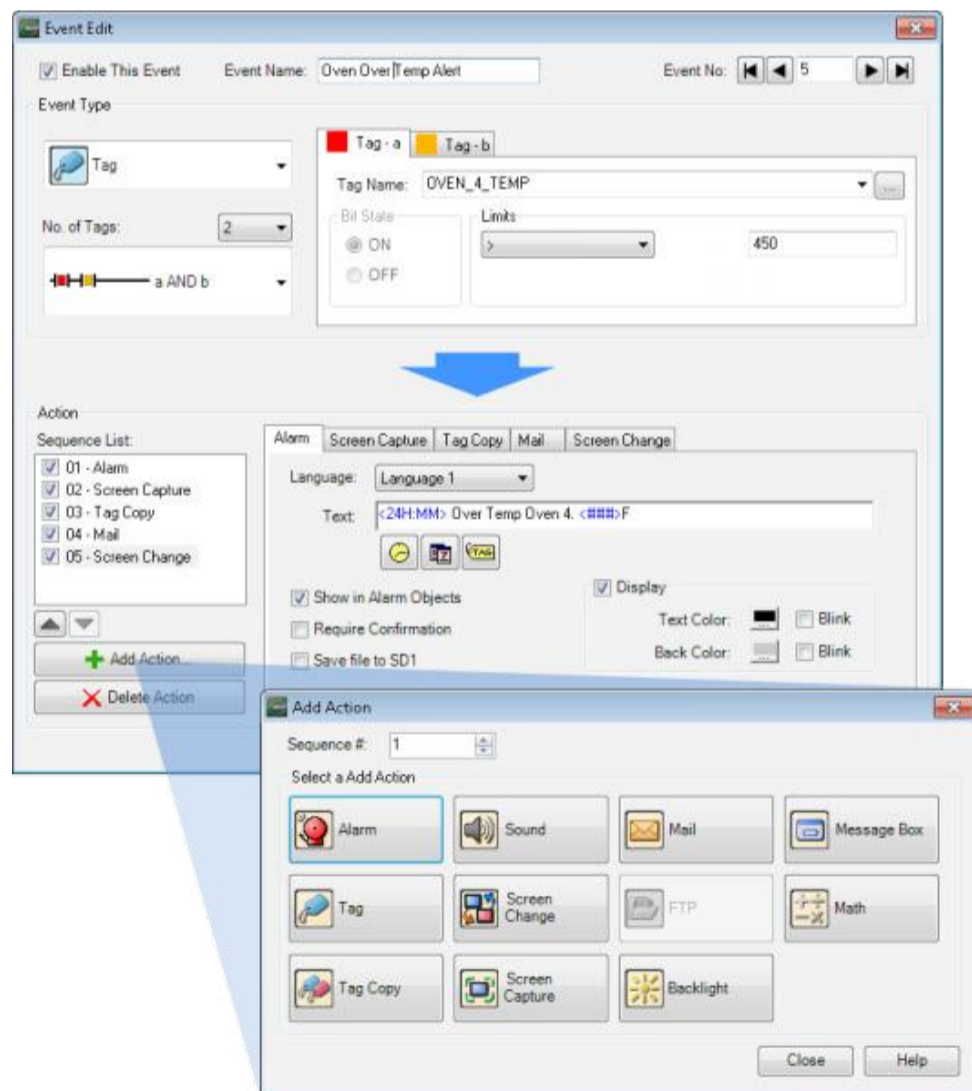 Event Edit
Enable This Event Event Name: Oven Over Temp Alert Event No: 5
Event Type
Tag
Tag - a Tag - b
Tag Name: OVEN_4_TEMP ...
No. of Tags: 2
Bit State Limits
ON > 450
OFF
a AND b
Action
Sequence List:
01 - Alarm
02 - Screen Capture
03 - Tag Copy
04 - Mail
05 - Screen Change
Add Action...
Delete Action
Alarm Screen Capture Tag Copy Mail Screen Change
Language: Language 1
Text: <24H:MM> Over Temp Oven 4. <###>F
TAG
Show in Alarm Objects
Require Confirmation
Save file to SD1
Display
Text Color: ... Blink
Back Color: ... Blink
Add Action
Sequence #: 1
Select a Add Action
Alarm Sound Mail Message Box
Tag Screen Change FTP Math
Tag Copy Screen Capture Backlight
Close Help